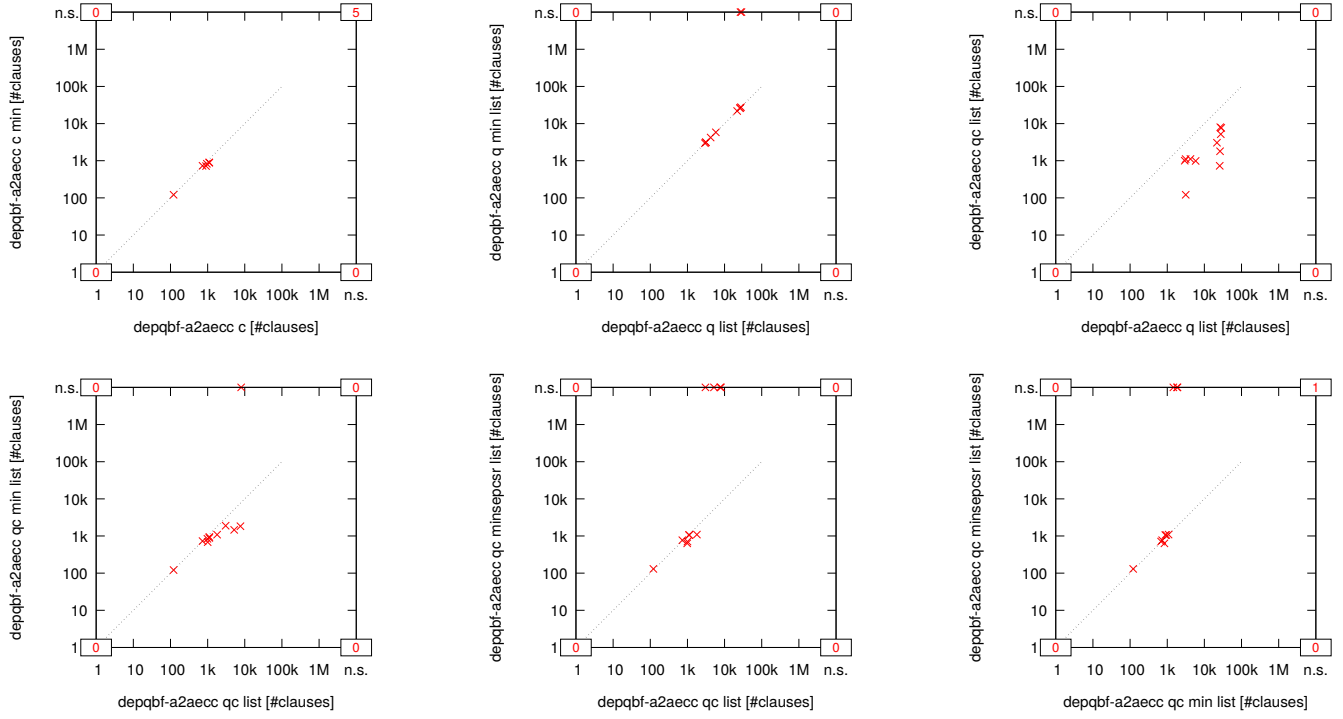 n.s.
0
5
1M
100k
10k
1k
100
10
1
0
0
1 10 100 1k 10k 100k 1M n.s.
depqbf-a2aecc c min [#clauses]
depqbf-a2aecc c [#clauses]
n.s.
0
0
1M
100k
10k
1k
100
10
1
0
0
1 10 100 1k 10k 100k 1M n.s.
depqbf-a2aecc q min list [#clauses]
depqbf-a2aecc q list [#clauses]
n.s.
0
0
1M
100k
10k
1k
100
10
1
0
0
1 10 100 1k 10k 100k 1M n.s.
depqbf-a2aecc qc list [#clauses]
depqbf-a2aecc q list [#clauses]
n.s.
0
0
1M
100k
10k
1k
100
10
1
0
0
1 10 100 1k 10k 100k 1M n.s.
depqbf-a2aecc qc min list [#clauses]
depqbf-a2aecc qc list [#clauses]
n.s.
0
0
1M
100k
10k
1k
100
10
1
0
0
1 10 100 1k 10k 100k 1M n.s.
depqbf-a2aecc qc minsepcsr list [#clauses]
depqbf-a2aecc qc list [#clauses]
n.s.
0
1
1M
100k
10k
1k
100
10
1
0
0
1 10 100 1k 10k 100k 1M n.s.
depqbf-a2aecc qc minsepcsr list [#clauses]
depqbf-a2aecc qc min list [#clauses]